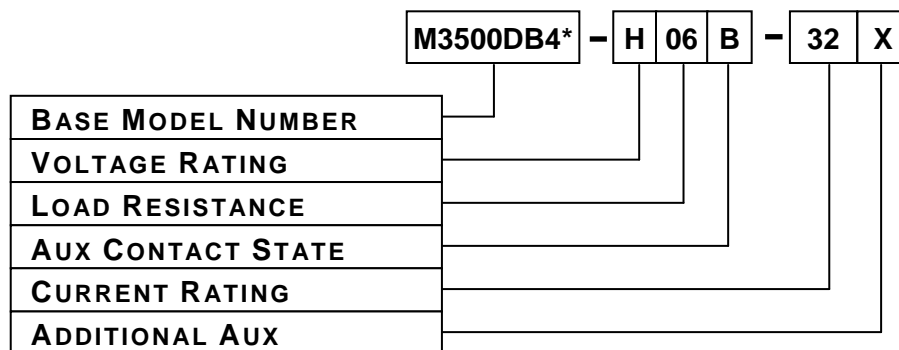 M3500DB4* - H 06 B - 32 X
BASE MODEL NUMBER
VOLTAGE RATING
LOAD RESISTANCE
AUX CONTACT STATE
CURRENT RATING
ADDITIONAL AUX